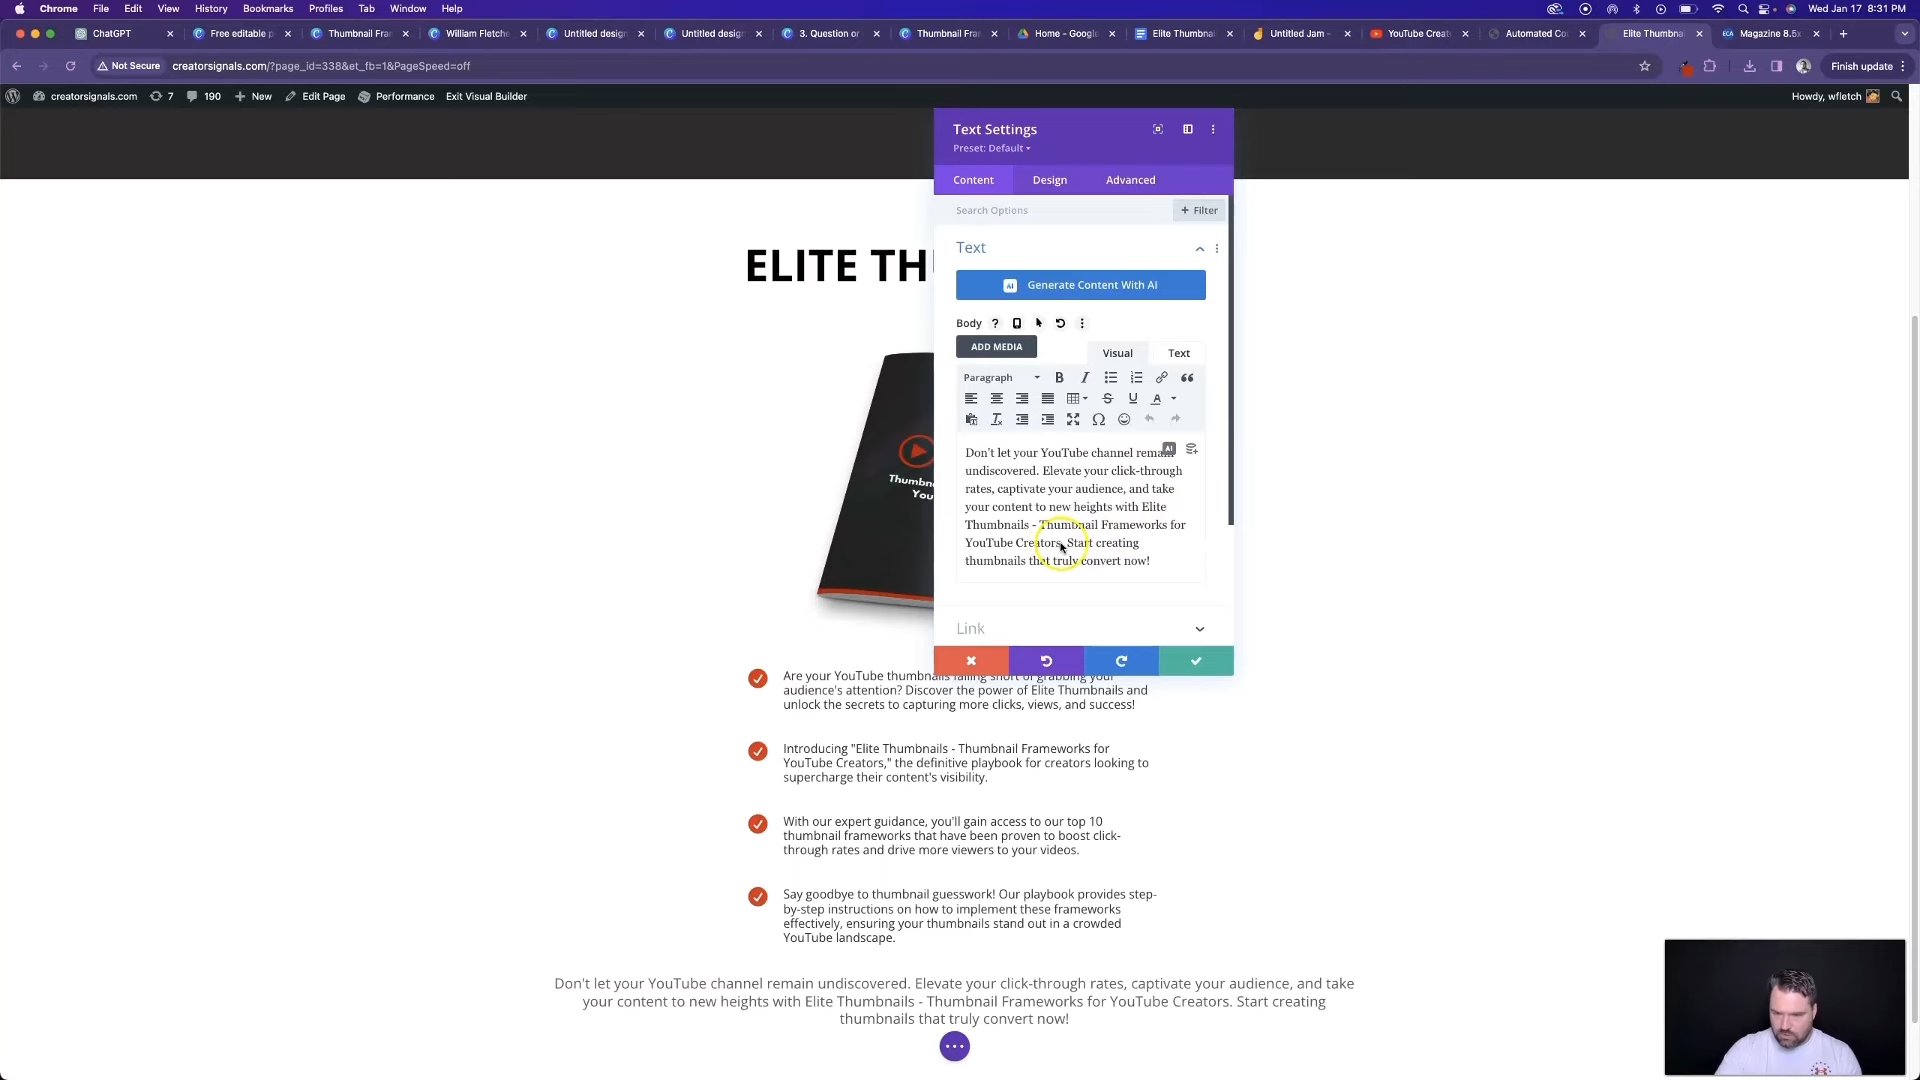 Chrome File Edit View History Bookmarks Profiles Tab Window Help
Wed Jan 17 8:31 PM
ChatGPT
Free editable p
Thumbnail Fra
William Fletche
Untitled design
Untitled design
3. Question or
Thumbnail Fra
Home - Google
Elite Thumbna
Untitled Jam -
YouTube Creat
Automated Co
Elite Thumbna
Magazine 8.5x
Not Secure creatorsignals.com/?page_id=338&et_fb=1&PageSpeed=off
Finish update
creatorsignals.com 7 190 New Edit Page Performance Exit Visual Builder
Howdy, wfletch
Text Settings
Preset: Default
Content Design Advanced
Search Options
+ Filter
ELITE TH
Text
AI Generate Content With AI
Body ?
ADD MEDIA
Visual Text
Paragraph B I
U A
AI
Don't let your YouTube channel remain
undiscovered. Elevate your click-through
rates, captivate your audience, and take
your content to new heights with Elite
Thumbnails - Thumbnail Frameworks for
YouTube Creators. Start creating
thumbnails that truly convert now!
Thumbn
You
Link
Are your YouTube thumbnails falling short of grabbing your
audience's attention? Discover the power of Elite Thumbnails and
unlock the secrets to capturing more clicks, views, and success!
Introducing "Elite Thumbnails - Thumbnail Frameworks for
YouTube Creators," the definitive playbook for creators looking to
supercharge their content's visibility.
With our expert guidance, you'll gain access to our top 10
thumbnail frameworks that have been proven to boost click-
through rates and drive more viewers to your videos.
Say goodbye to thumbnail guesswork! Our playbook provides step-
by-step instructions on how to implement these frameworks
effectively, ensuring your thumbnails stand out in a crowded
YouTube landscape.
Don't let your YouTube channel remain undiscovered. Elevate your click-through rates, captivate your audience, and take
your content to new heights with Elite Thumbnails - Thumbnail Frameworks for YouTube Creators. Start creating
thumbnails that truly convert now!